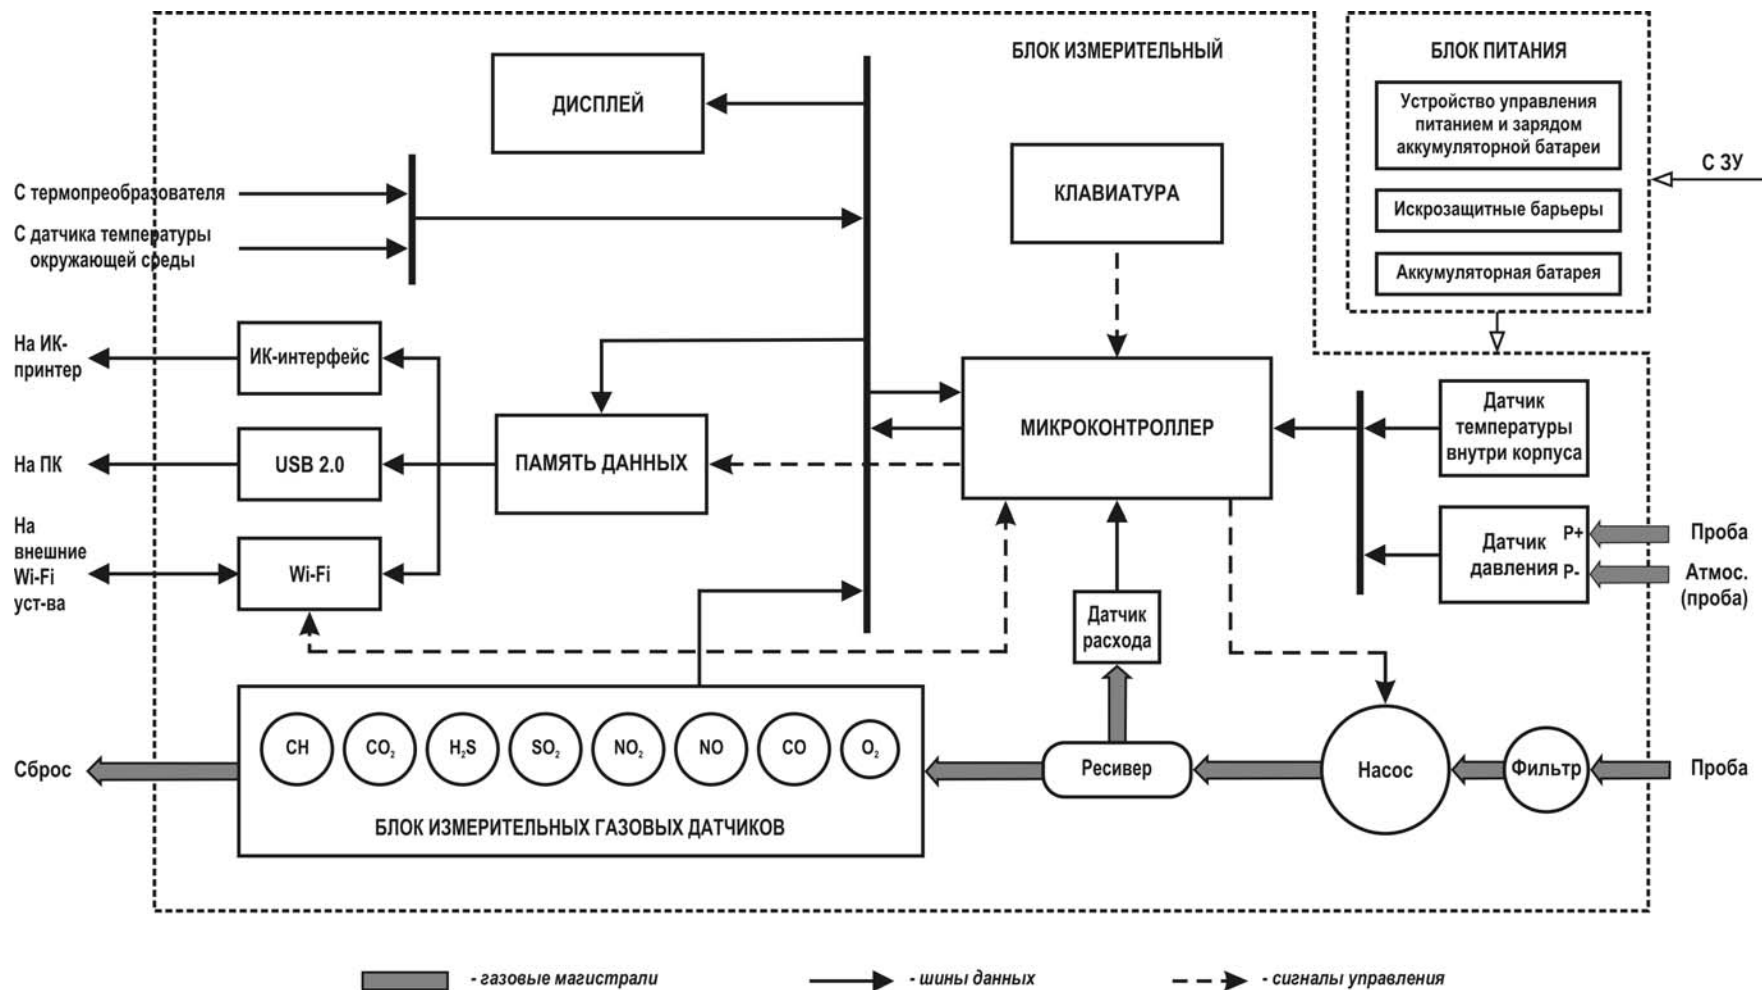 БЛОК ИЗМЕРИТЕЛЬНЫЙ
БЛОК ПИТАНИЯ
ДИСПЛЕЙ
Устройство управления
питанием и зарядом
аккумуляторной батареи
С ЗУ
КЛАВИАТУРА
С термопреобразователя
Искрозащитные барьеры
С датчика температуры
окружающей среды
Аккумуляторная батарея
На ИК-
принтер
ИК-интерфейс
МИКРОКОНТРОЛЛЕР
Датчик
температуры
внутри корпуса
На ПК
USB 2.0
ПАМЯТЬ ДАННЫХ
На
внешние
Wi-Fi
уст-ва
Wi-Fi
Датчик
давления
P+
P-
Проба
Атмос.
(проба)
Датчик
расхода
CH
CO₂
H₂S
SO₂
NO₂
NO
CO
O₂
Сброс
Ресивер
Насос
Фильтр
Проба
БЛОК ИЗМЕРИТЕЛЬНЫХ ГАЗОВЫХ ДАТЧИКОВ
- газовые магистрали
- шины данных
- сигналы управления